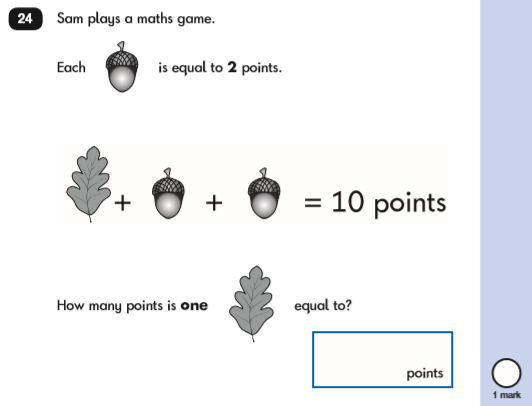 24 Sam plays a maths game.
Each is equal to 2 points.
+ + = 10 points
How many points is one equal to?
points
1 mark